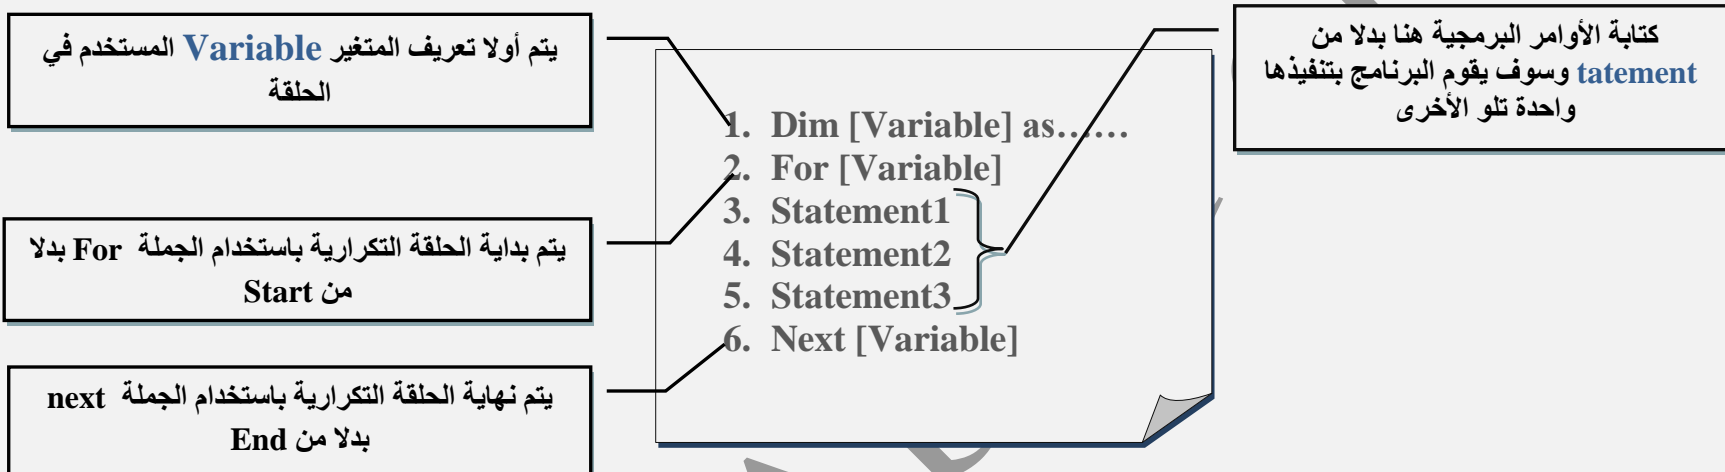 يتم أولا تعريف المتغير Variable المستخدم في
الحلقة
يتم بداية الحلقة التكرارية باستخدام الجملة For بدلا
من Start
يتم نهاية الحلقة التكرارية باستخدام الجملة next
بدلا من End
1. Dim [Variable] as……
2. For [Variable]
3. Statement1
4. Statement2
5. Statement3
6. Next [Variable]
كتابة الأوامر البرمجية هنا بدلا من
tatement وسوف يقوم البرنامج بتنفيذها
واحدة تلو الأخرى